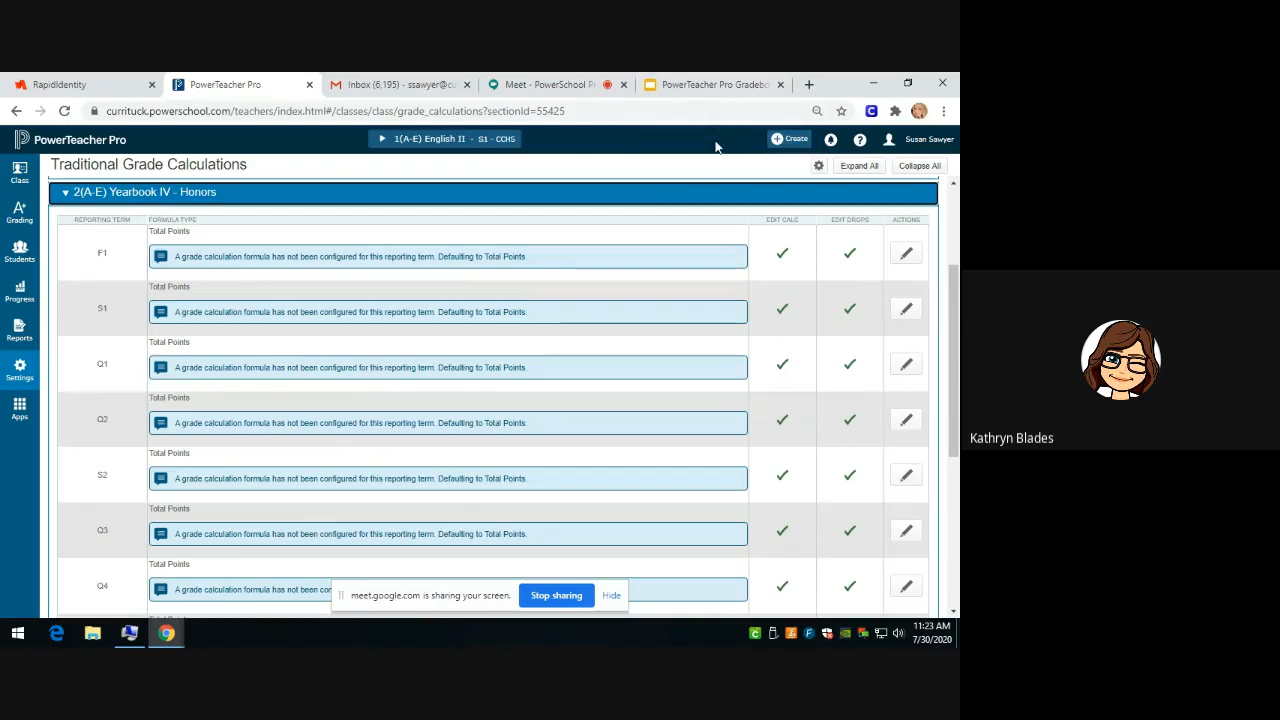 RapidIdentity
PowerTeacher Pro
Inbox (6,195) - ssawyer@cu
Meet - PowerSchool P
PowerTeacher Pro Gradeb
currituck.powerschool.com/teachers/index.html#/classes/class/grade_calculations?sectionId=55425
PowerTeacher Pro
1(A-E) English II - S1 - CCHS
Create
Susan Sawyer
Class
Grading
Students
Progress
Reports
Settings
Apps
Traditional Grade Calculations
Expand All
Collapse All
2(A-E) Yearbook IV - Honors
REPORTING TERM FORMULA TYPE EDIT CALC EDIT DROPS ACTIONS
Total Points
F1 A grade calculation formula has not been configured for this reporting term. Defaulting to Total Points.
Total Points
S1 A grade calculation formula has not been configured for this reporting term. Defaulting to Total Points.
Total Points
Q1 A grade calculation formula has not been configured for this reporting term. Defaulting to Total Points.
Total Points
Q2 A grade calculation formula has not been configured for this reporting term. Defaulting to Total Points.
Total Points
S2 A grade calculation formula has not been configured for this reporting term. Defaulting to Total Points.
Total Points
Q3 A grade calculation formula has not been configured for this reporting term. Defaulting to Total Points.
Total Points
Q4 A grade calculation formula has not been cor
meet.google.com is sharing your screen. Stop sharing Hide
11:23 AM
7/30/2020
Kathryn Blades